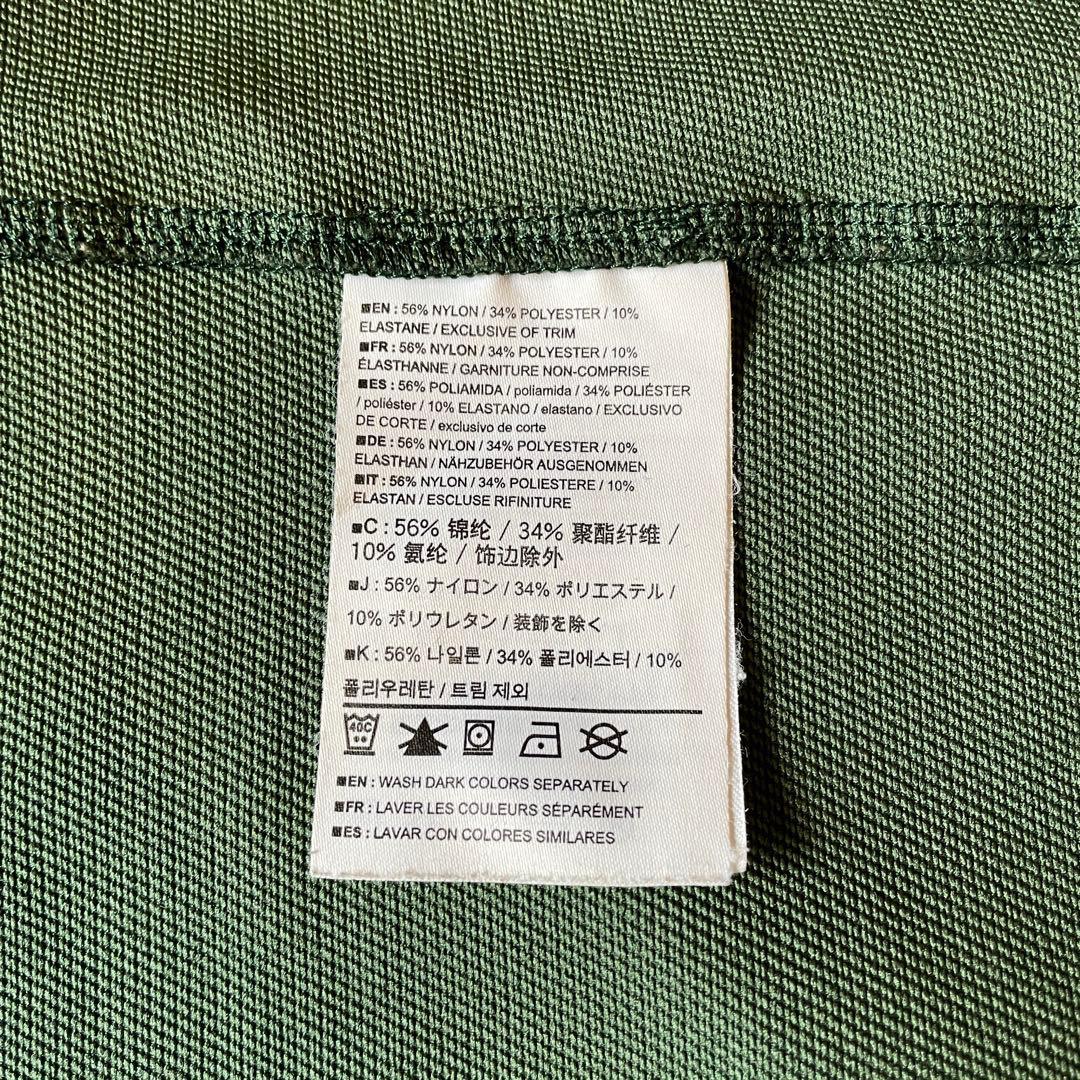 EN : 56% NYLON / 34% POLYESTER / 10%
ELASTANE / EXCLUSIVE OF TRIM
FR : 56% NYLON / 34% POLYESTER / 10%
ÉLASTHANNE / GARNITURE NON-COMPRISE
ES : 56% POLIAMIDA / poliamida / 34% POLIÉSTER
/ poliéster / 10% ELASTANO / elastano / EXCLUSIVO
DE CORTE / exclusivo de corte
DE : 56% NYLON / 34% POLYESTER / 10%
ELASTHAN / NÄHZUBEHÖR AUSGENOMMEN
IT : 56% NYLON / 34% POLIESTERE / 10%
ELASTAN / ESCLUSE RIFINITURE
C : 56% 锦纶 / 34% 聚酯纤维 /
10% 氨纶 / 饰边除外
J : 56% ナイロン / 34% ポリエステル /
10% ポリウレタン / 装飾を除く
K : 56% 나일론 / 34% 폴리에스터 / 10%
폴리우레탄 / 트림 제외
40C
EN : WASH DARK COLORS SEPARATELY
FR : LAVER LES COULEURS SÉPARÉMENT
ES : LAVAR CON COLORES SIMILARES